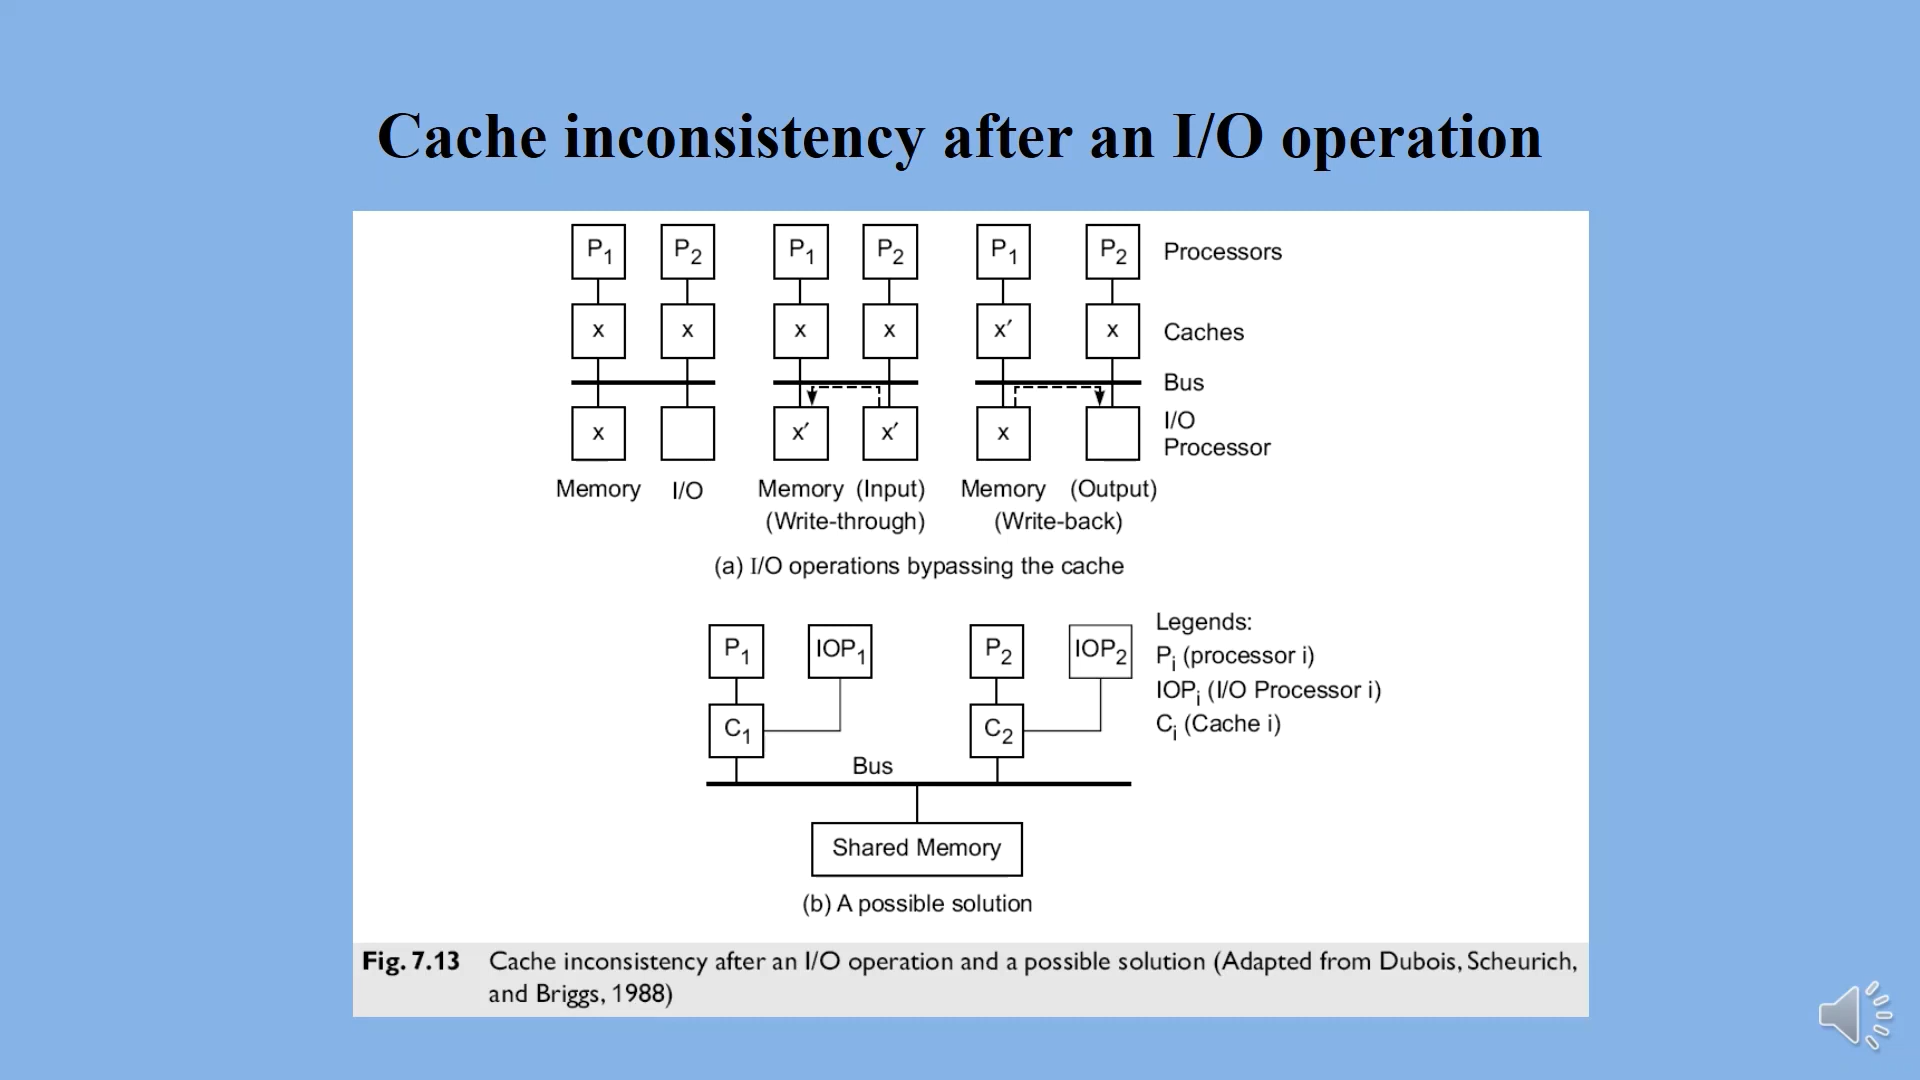 Cache inconsistency after an I/O operation
P1 P2 P1 P2 P1 P2 Processors
x x x x x′ x Caches
Bus
x x′ x′ x I/O
Processor
Memory I/O Memory (Input) Memory (Output)
(Write-through) (Write-back)
(a) I/O operations bypassing the cache
Legends:
P1 IOP1 P2 IOP2 Pi (processor i)
IOPi (I/O Processor i)
C1 C2 Ci (Cache i)
Bus
Shared Memory
(b) A possible solution
Fig. 7.13 Cache inconsistency after an I/O operation and a possible solution (Adapted from Dubois, Scheurich,
and Briggs, 1988)